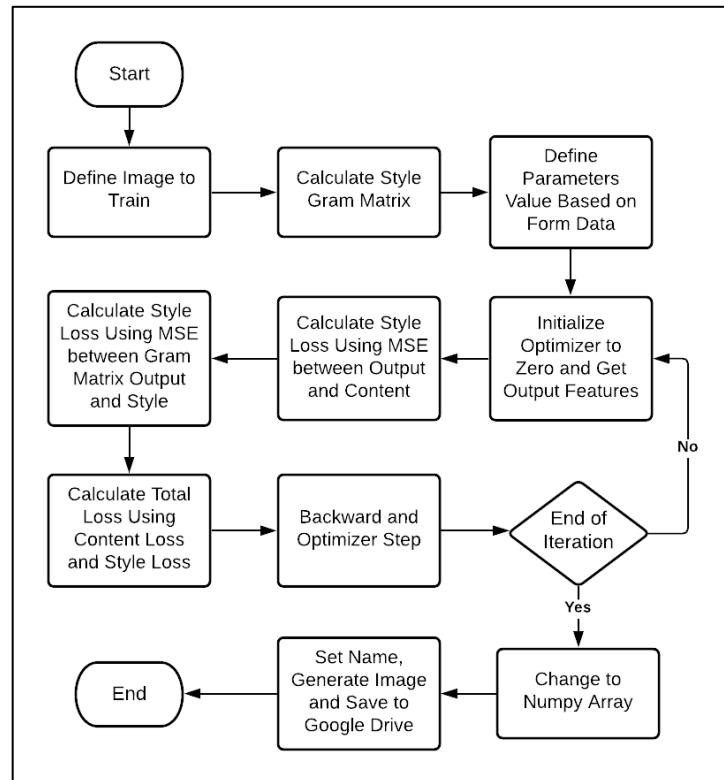 Start
Define Image to
Train
Calculate Style
Gram Matrix
Define
Parameters
Value Based on
Form Data
Initialize
Optimizer to
Zero and Get
Output Features
Calculate Style
Loss Using MSE
between Output
and Content
Calculate Style
Loss Using MSE
between Gram
Matrix Output
and Style
Calculate Total
Loss Using
Content Loss
and Style Loss
Backward and
Optimizer Step
End of
Iteration
No
Yes
Change to
Numpy Array
Set Name,
Generate Image
and Save to
Google Drive
End